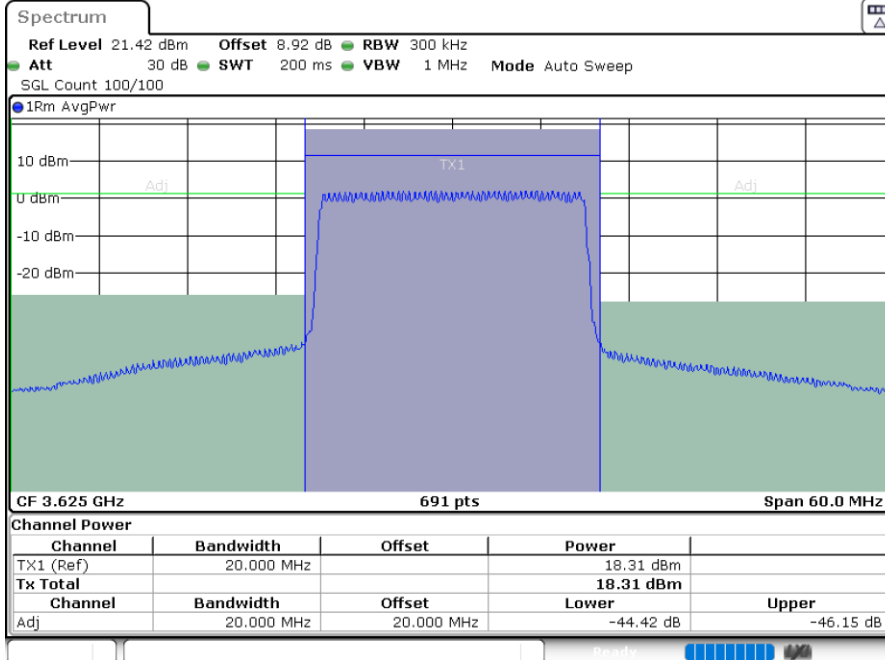 Spectrum
Ref Level 21.42 dBm Offset 8.92 dB RBW 300 kHz
Att 30 dB SWT 200 ms VBW 1 MHz Mode Auto Sweep
SGL Count 100/100
1Rm AvgPwr
10 dBm
TX1
Adj Adj
0 dBm
-10 dBm
-20 dBm
CF 3.625 GHz 691 pts Span 60.0 MHz
Channel Power
Channel Bandwidth Offset Power
TX1 (Ref) 20.000 MHz 18.31 dBm
Tx Total 18.31 dBm
Channel Bandwidth Offset Lower Upper
Adj 20.000 MHz 20.000 MHz -44.42 dB -46.15 dB
Ready